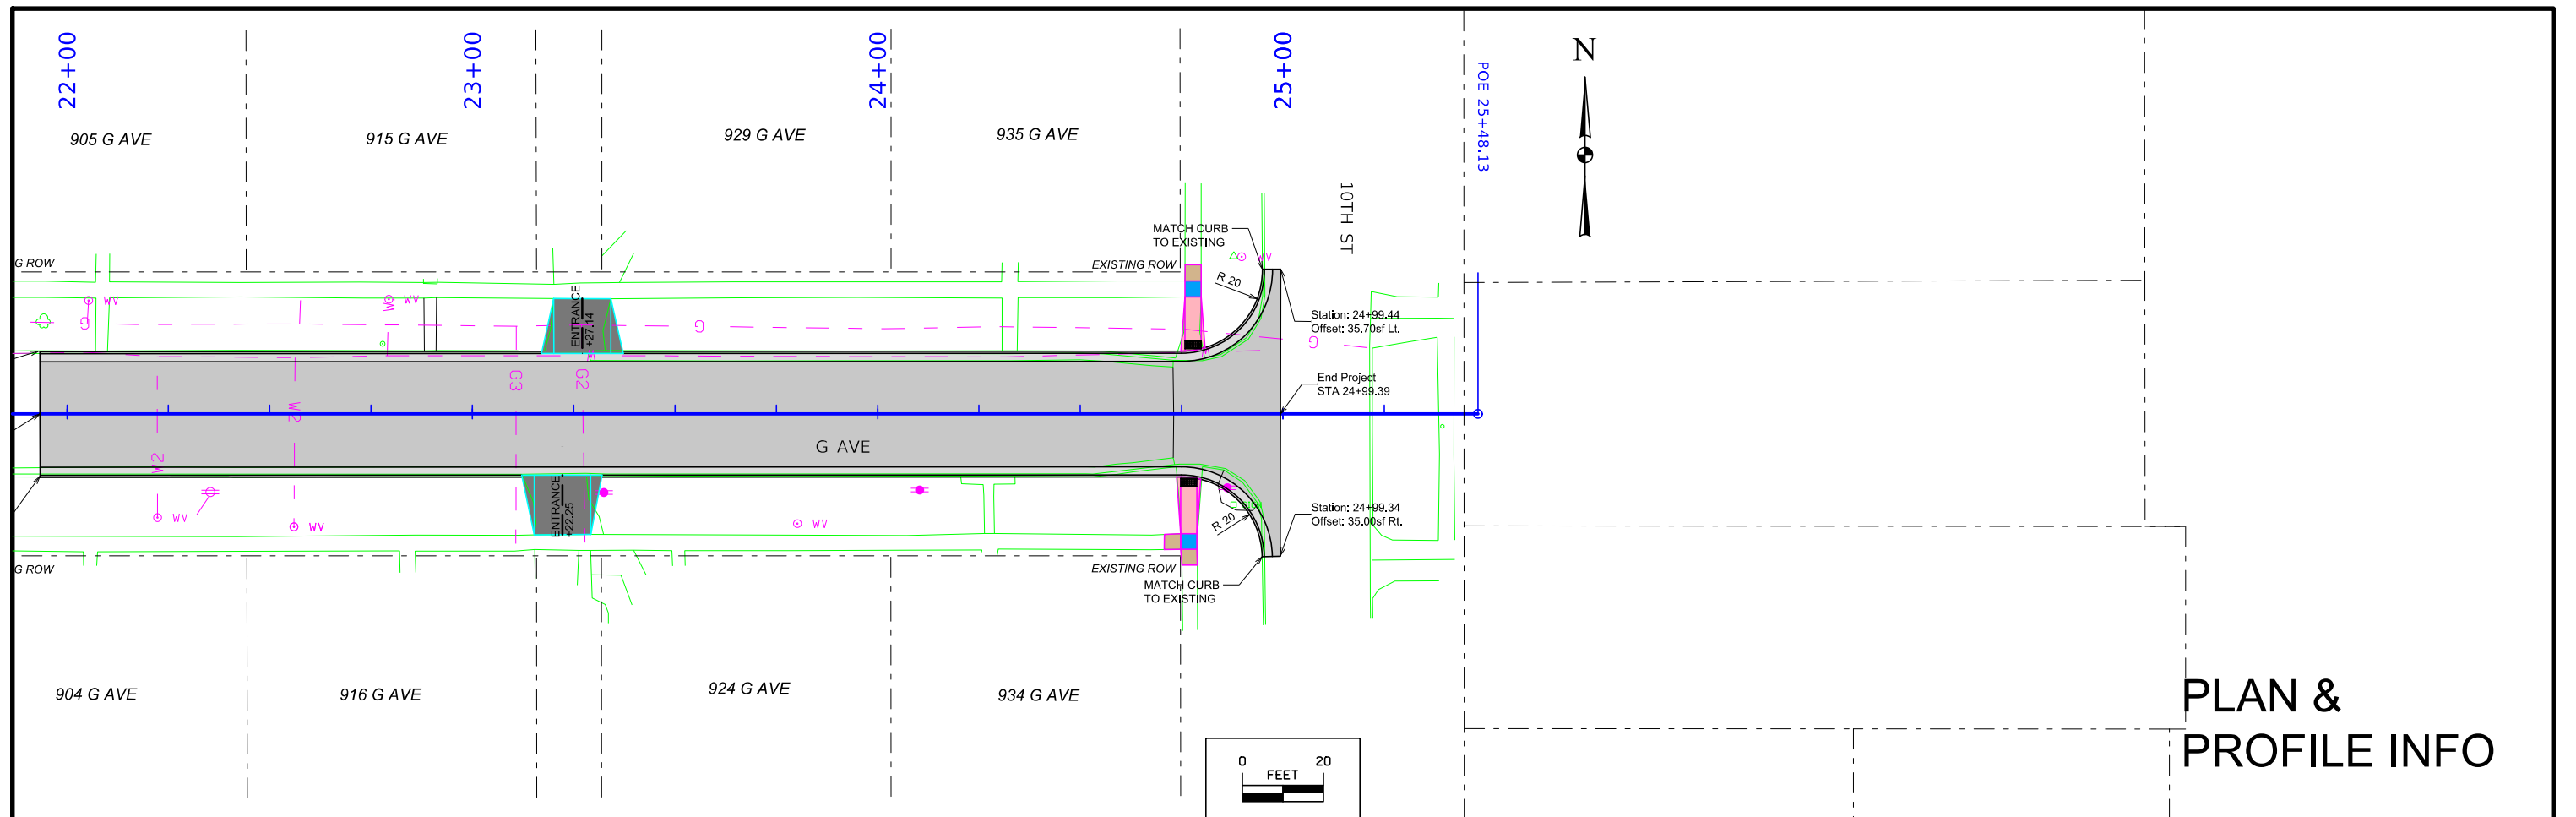 22+00
23+00
24+00
25+00
POE 25+48.13
N
905 G AVE
915 G AVE
929 G AVE
935 G AVE
10TH ST
MATCH CURB
TO EXISTING
G ROW
EXISTING ROW
R 20
WV
WV
WV
W
G
G
G
ENTRANCE
+27.14
Station: 24+99.44
Offset: 35.70sf Lt.
End Project
STA 24+99.39
G3
G2
W2
W2
G AVE
ENTRANCE
+22.25
WV
WV
WV
R 20
Station: 24+99.34
Offset: 35.00sf Rt.
G ROW
EXISTING ROW
MATCH CURB
TO EXISTING
904 G AVE
916 G AVE
924 G AVE
934 G AVE
0 20
FEET
PLAN &
PROFILE INFO